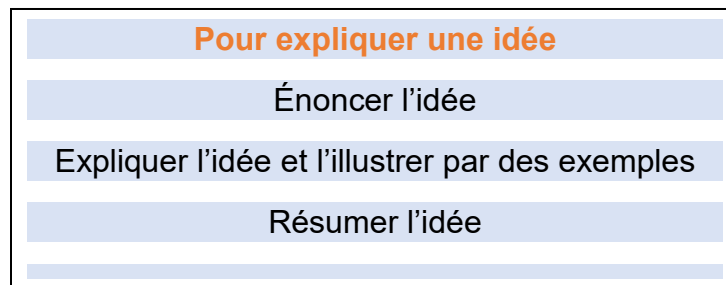 Pour expliquer une idée
Énoncer l’idée
Expliquer l’idée et l’illustrer par des exemples
Résumer l’idée